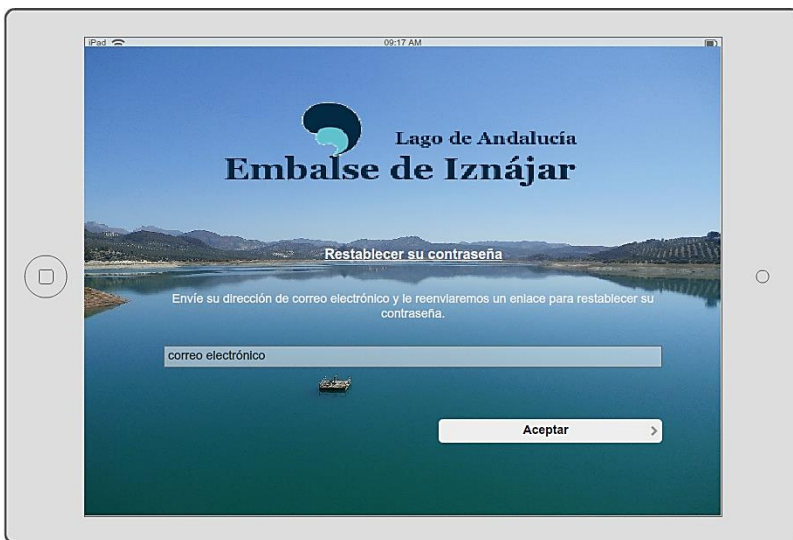 iPad 09:17 AM
Lago de Andalucía
Embalse de Iznájar
Restablecer su contraseña
Envíe su dirección de correo electrónico y le reenviaremos un enlace para restablecer su
contraseña.
correo electrónico
Aceptar